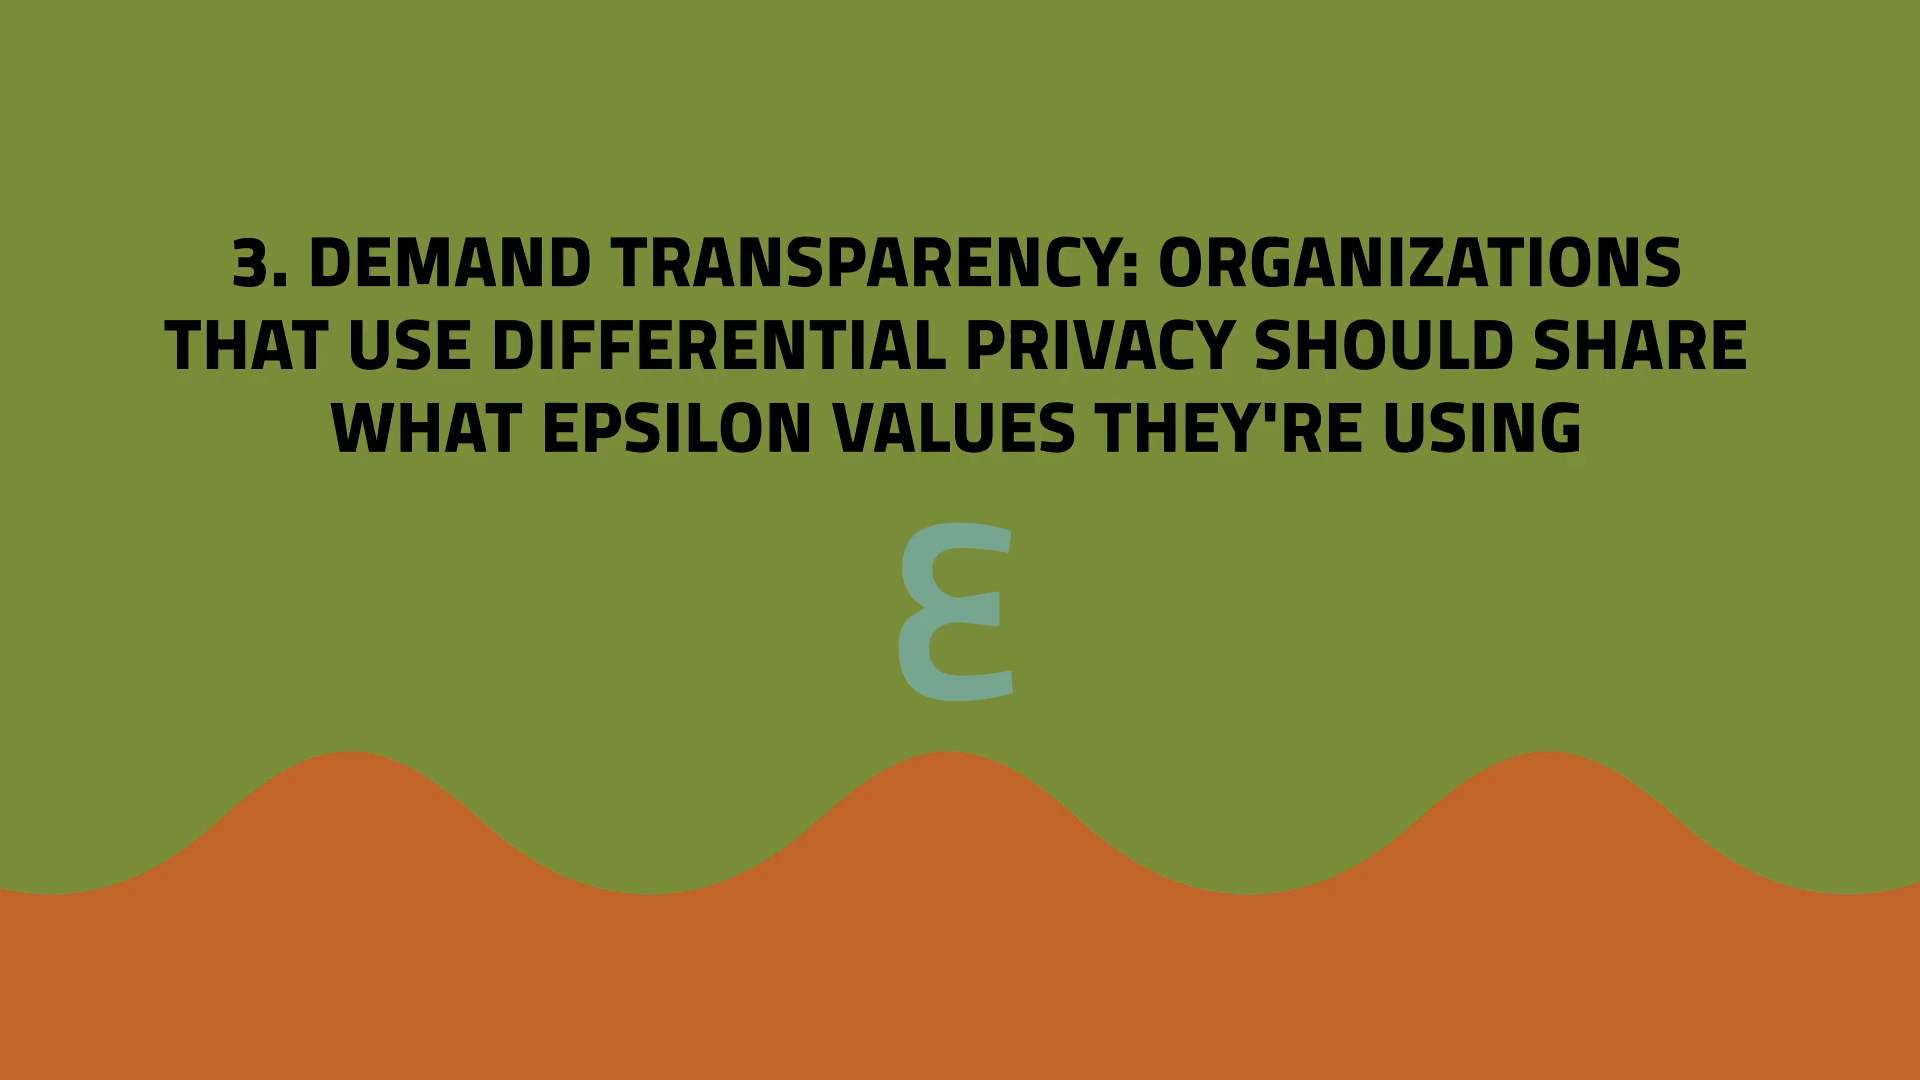 3. DEMAND TRANSPARENCY: ORGANIZATIONS
THAT USE DIFFERENTIAL PRIVACY SHOULD SHARE
WHAT EPSILON VALUES THEY'RE USING
ε